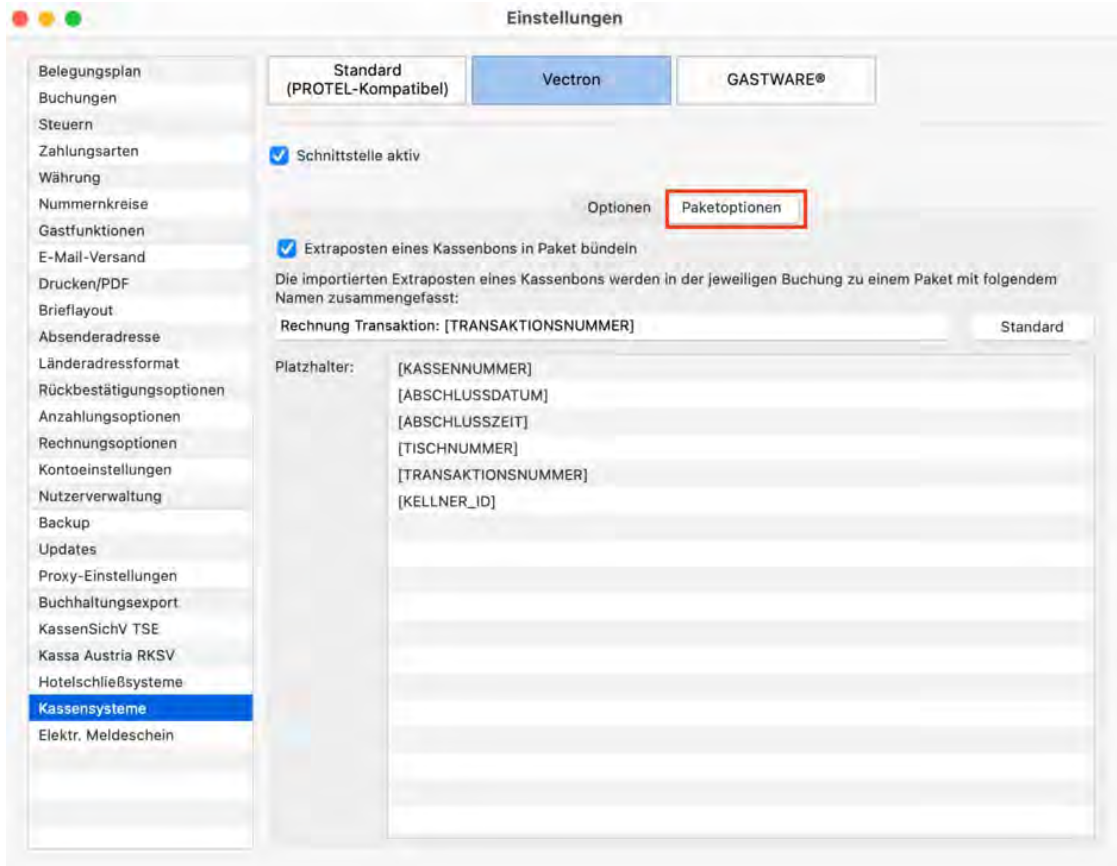 Einstellungen
Belegungsplan
Buchungen
Steuern
Zahlungsarten
Währung
Nummernkreise
Gastfunktionen
E-Mail-Versand
Drucken/PDF
Brieflayout
Absenderadresse
Länderadressformat
Rückbestätigungsoptionen
Anzahlungsoptionen
Rechnungsoptionen
Kontoeinstellungen
Nutzerverwaltung
Backup
Updates
Proxy-Einstellungen
Buchhaltungsexport
KassenSichV TSE
Kassa Austria RKSV
Hotelschließsysteme
Kassensysteme
Elektr. Meldeschein
Standard
(PROTEL-Kompatibel)
Vectron
GASTWARE®
Schnittstelle aktiv
Optionen
Paketoptionen
Extraposten eines Kassenbons in Paket bündeln
Die importierten Extraposten eines Kassenbons werden in der jeweiligen Buchung zu einem Paket mit folgendem
Namen zusammengefasst:
Rechnung Transaktion: [TRANSAKTIONSNUMMER]
Standard
Platzhalter:
[KASSENNUMMER]
[ABSCHLUSSDATUM]
[ABSCHLUSSZEIT]
[TISCHNUMMER]
[TRANSAKTIONSNUMMER]
[KELLNER_ID]